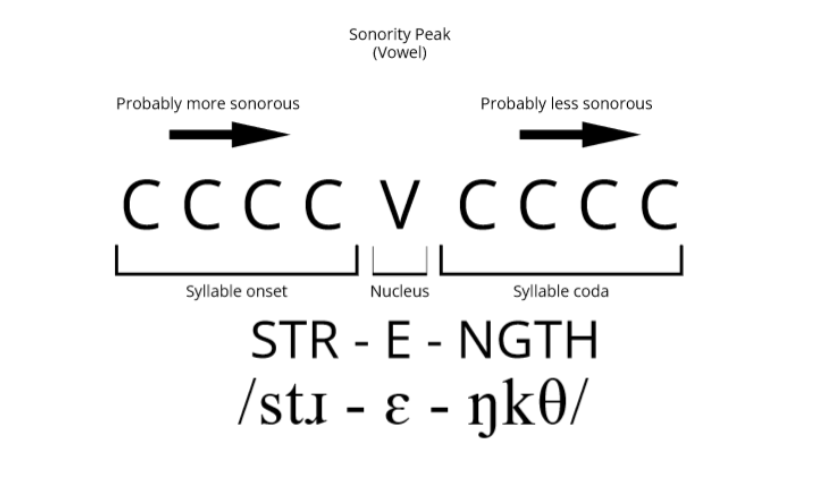 Sonority Peak
(Vowel)
Probably more sonorous
Probably less sonorous
C C C C V C C C C
Syllable onset
Nucleus
Syllable coda
STR - E - NGTH
/stɹ - ɛ - ŋkθ/